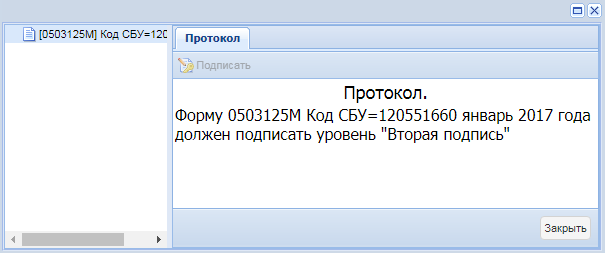 [0503125M] Код СБУ=120
Протокол
Подписать
Протокол.
Форму 0503125М Код СБУ=120551660 январь 2017 года
должен подписать уровень "Вторая подпись"
Закрыть